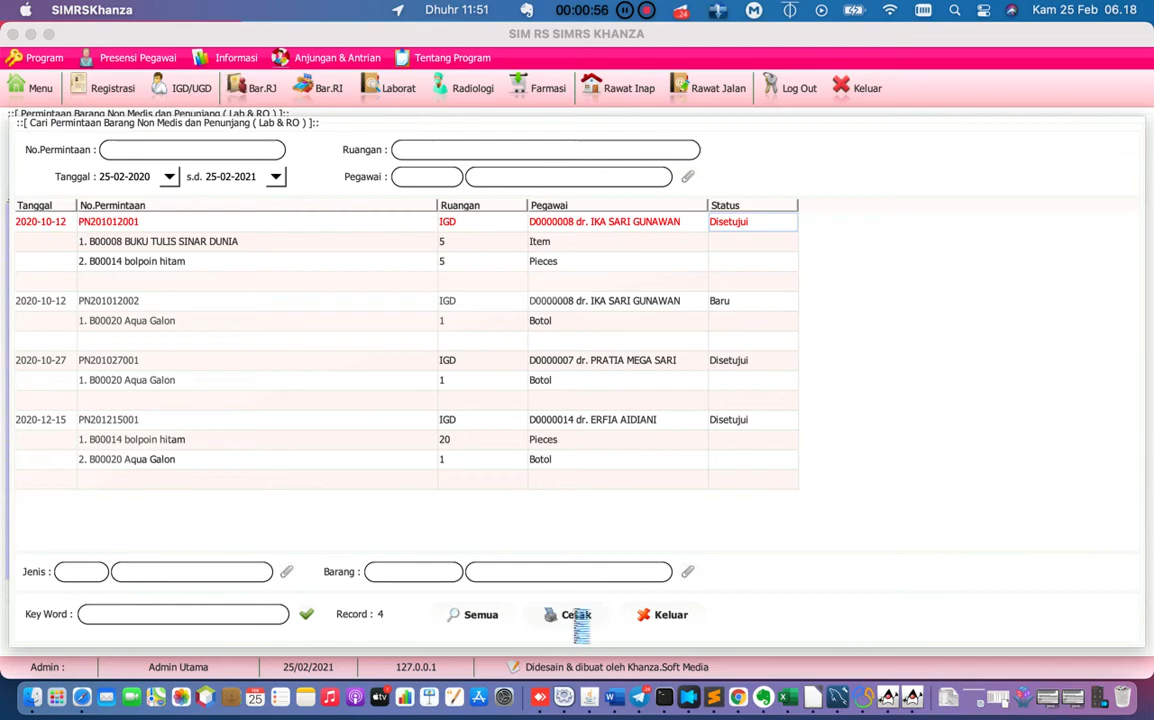 SIMRSKhanza Dhuhr 11:51 00:00:56 Kam 25 Feb 06.18
SIM RS SIMRS KHANZA
Program Presensi Pegawai Informasi Anjungan & Antrian Tentang Program
Menu Registrasi IGD/UGD Bar.RJ Bar.RI Laborat Radiologi Farmasi Rawat Inap Rawat Jalan Log Out Keluar
::[ Permintaan Barang Non Medis dan Penunjang ( Lab & RO ) ]::
::[ Cari Permintaan Barang Non Medis dan Penunjang ( Lab & RO ) ]::
No.Permintaan : Ruangan :
Tanggal : 25-02-2020 s.d. 25-02-2021 Pegawai :
Tanggal No.Permintaan Ruangan Pegawai Status
2020-10-12 PN201012001 IGD D0000008 dr. IKA SARI GUNAWAN Disetujui
1. B00008 BUKU TULIS SINAR DUNIA 5 Item
2. B00014 bolpoin hitam 5 Pieces
2020-10-12 PN201012002 IGD D0000008 dr. IKA SARI GUNAWAN Baru
1. B00020 Aqua Galon 1 Botol
2020-10-27 PN201027001 IGD D0000007 dr. PRATIA MEGA SARI Disetujui
1. B00020 Aqua Galon 1 Botol
2020-12-15 PN201215001 IGD D0000014 dr. ERFIA AIDIANI Disetujui
1. B00014 bolpoin hitam 20 Pieces
2. B00020 Aqua Galon 1 Botol
Jenis : Barang :
Key Word : Record : 4 Semua Cetak Keluar
Admin : Admin Utama 25/02/2021 127.0.0.1 Didesain & dibuat oleh Khanza.Soft Media